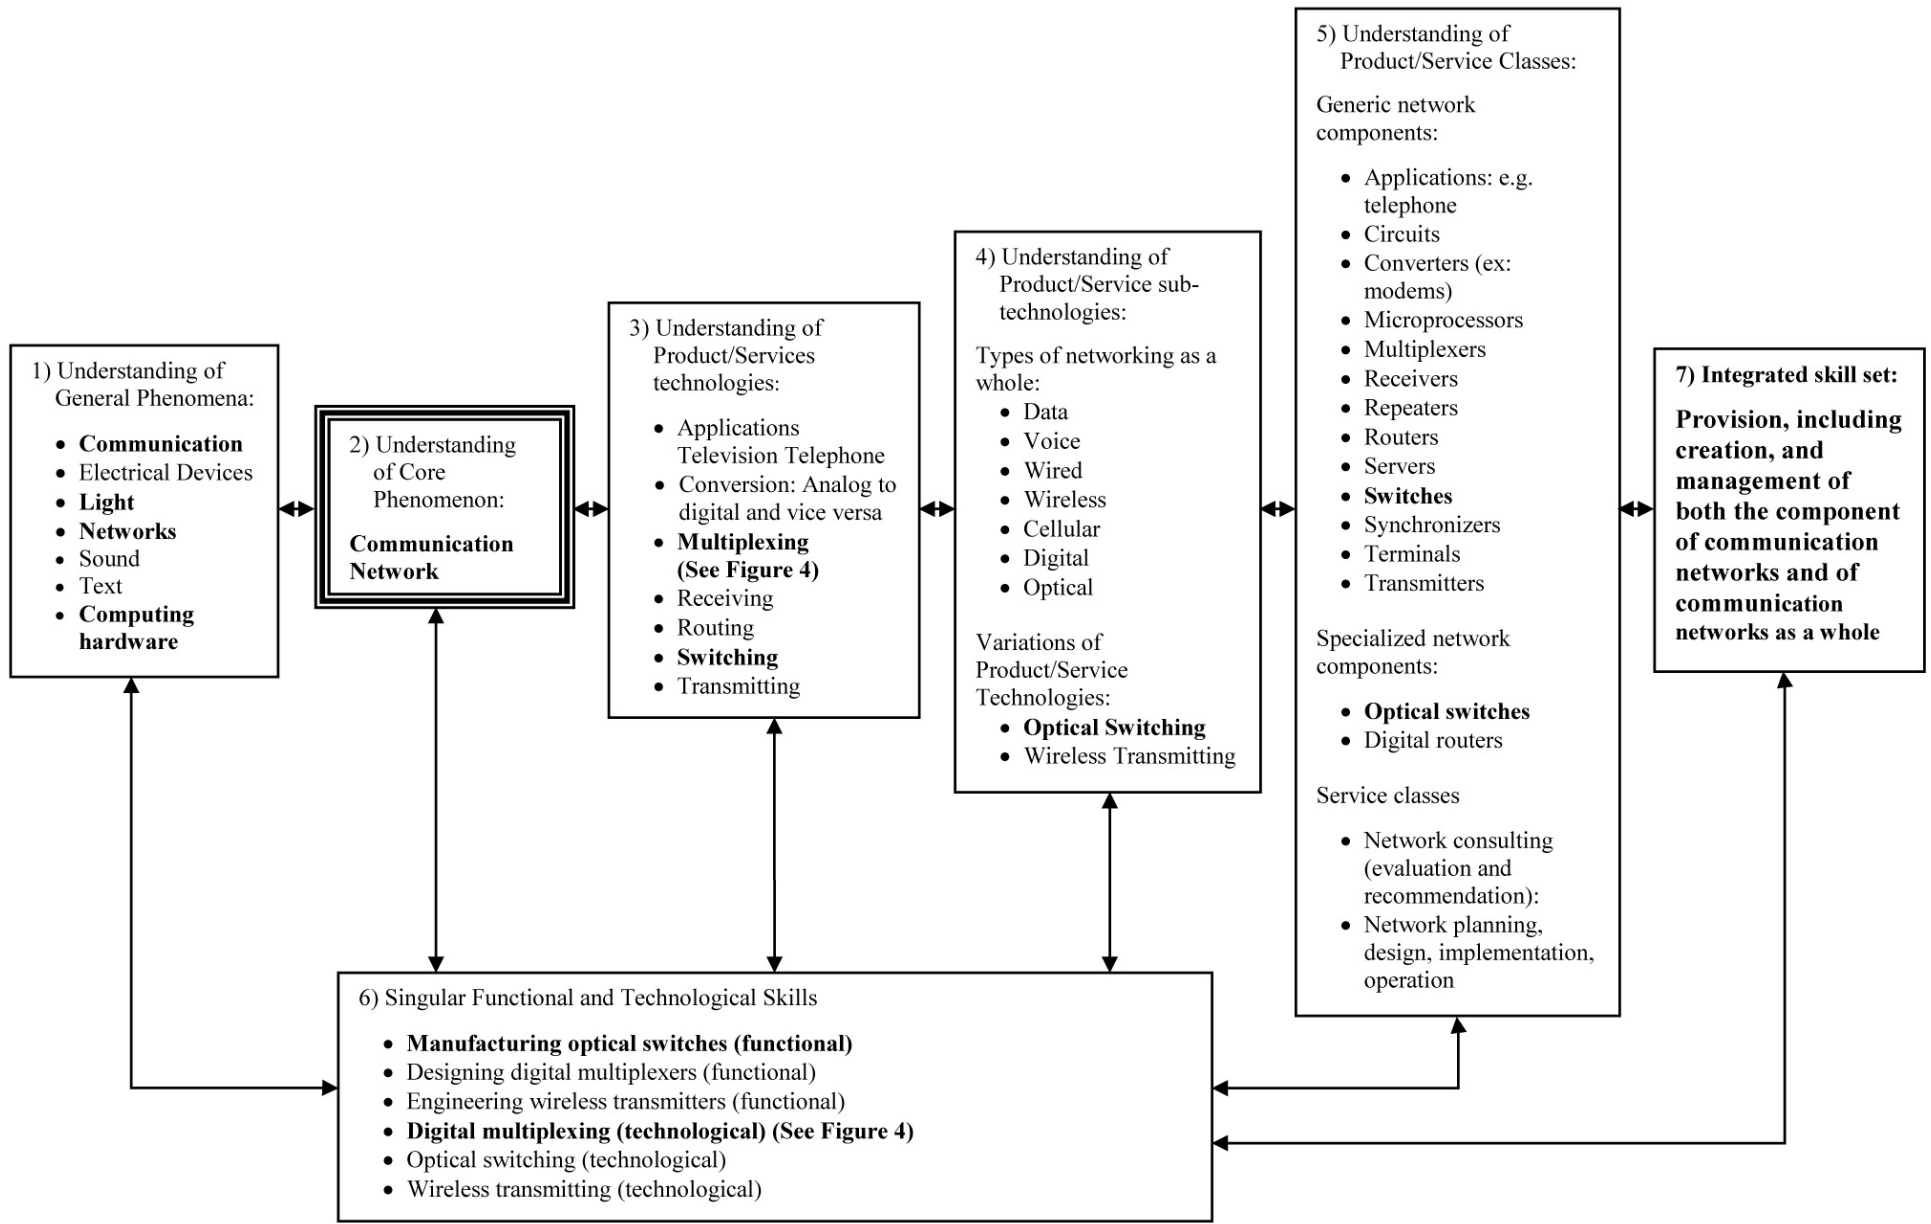 1) Understanding of
General Phenomena:
• Communication
• Electrical Devices
• Light
• Networks
• Sound
• Text
• Computing
hardware
2) Understanding
of Core
Phenomenon:
Communication
Network
3) Understanding of
Product/Services
technologies:
• Applications
Television Telephone
• Conversion: Analog to
digital and vice versa
• Multiplexing
(See Figure 4)
• Receiving
• Routing
• Switching
• Transmitting
4) Understanding of
Product/Service sub-
technologies:
Types of networking as a
whole:
• Data
• Voice
• Wired
• Wireless
• Cellular
• Digital
• Optical
Variations of
Product/Service
Technologies:
• Optical Switching
• Wireless Transmitting
5) Understanding of
Product/Service Classes:
Generic network
components:
• Applications: e.g.
telephone
• Circuits
• Converters (ex:
modems)
• Microprocessors
• Multiplexers
• Receivers
• Repeaters
• Routers
• Servers
• Switches
• Synchronizers
• Terminals
• Transmitters
Specialized network
components:
• Optical switches
• Digital routers
Service classes
• Network consulting
(evaluation and
recommendation):
• Network planning,
design, implementation,
operation
6) Singular Functional and Technological Skills
• Manufacturing optical switches (functional)
• Designing digital multiplexers (functional)
• Engineering wireless transmitters (functional)
• Digital multiplexing (technological) (See Figure 4)
• Optical switching (technological)
• Wireless transmitting (technological)
7) Integrated skill set:
Provision, including
creation, and
management of
both the component
of communication
networks and of
communication
networks as a whole